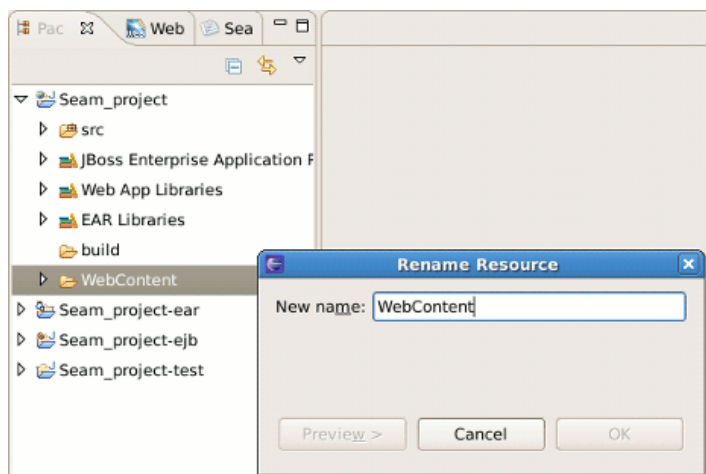 Pac Web Sea
Seam_project
src
JBoss Enterprise Application
Web App Libraries
EAR Libraries
build
WebContent
Seam_project-ear
Seam_project-ejb
Seam_project-test
Rename Resource
New name: WebContent
Preview > Cancel OK